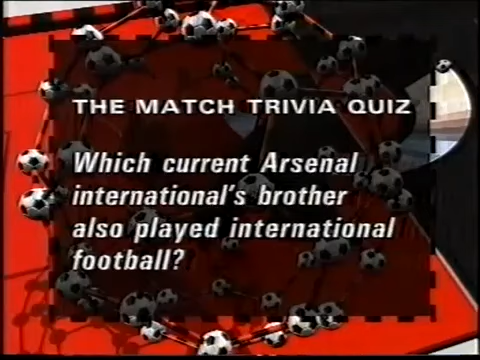 THE MATCH TRIVIA QUIZ
Which current Arsenal
international's brother
also played international
football?